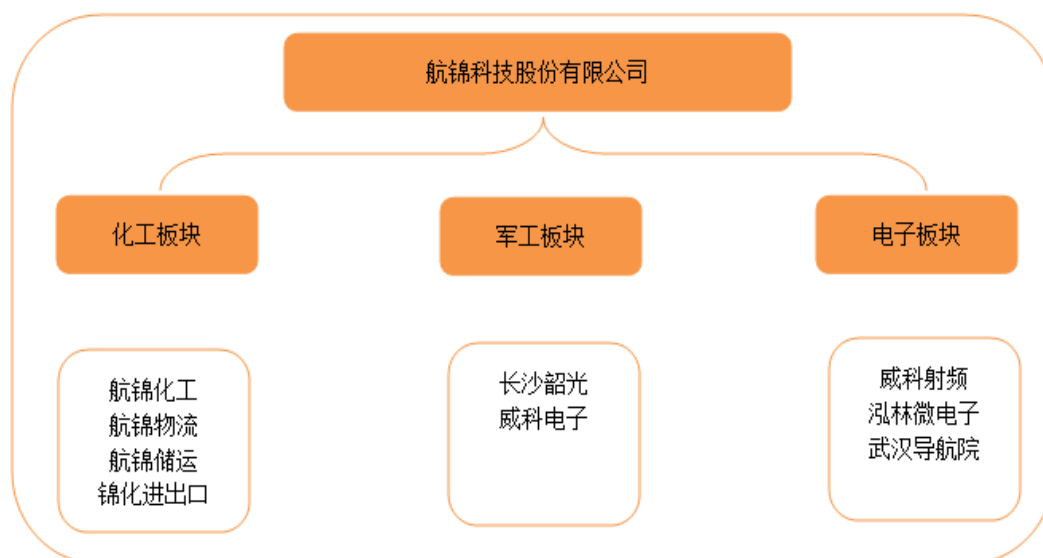 航锦科技股份有限公司
化工板块
军工板块
电子板块
航锦化工
航锦物流
航锦储运
锦化进出口
长沙韶光
威科电子
威科射频
泓林微电子
武汉导航院